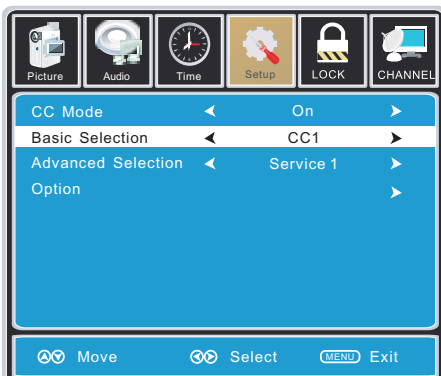 Picture Audio Time Setup LOCK CHANNEL
CC Mode On
Basic Selection CC1
Advanced Selection Service 1
Option
Move Select MENU Exit